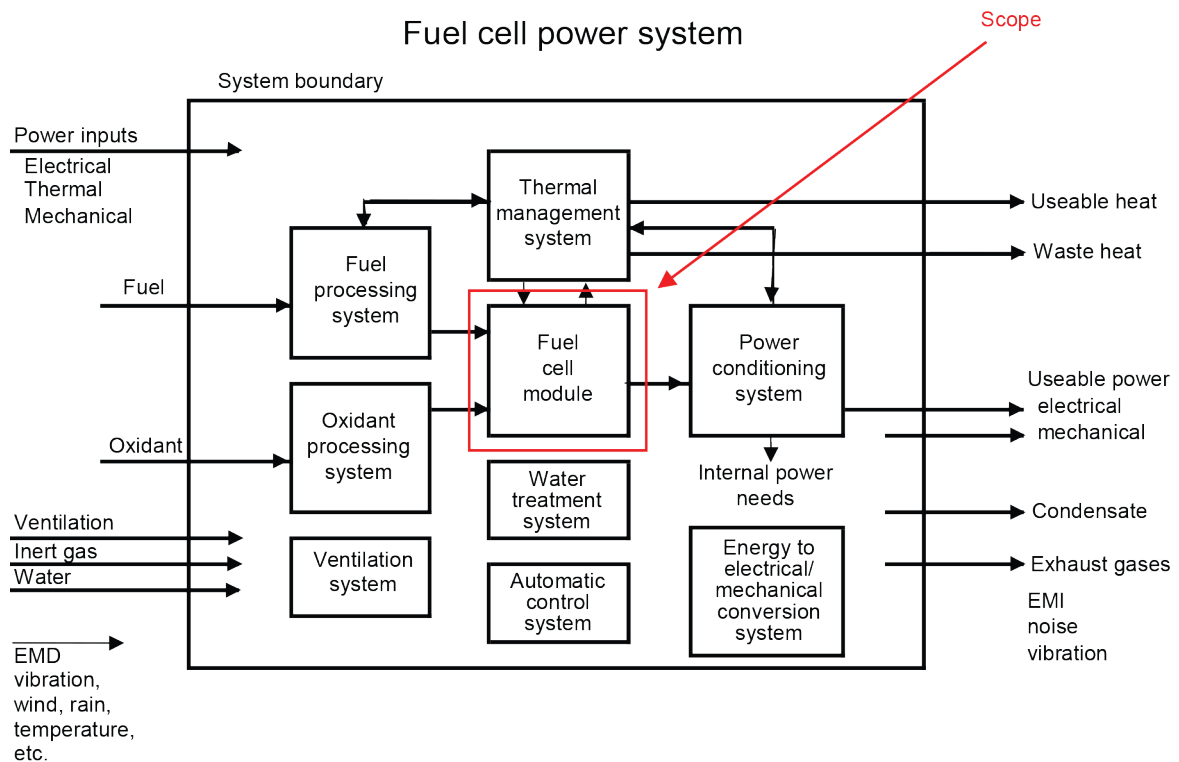 Fuel cell power system
Scope
System boundary
Power inputs
Electrical
Thermal
Mechanical
Thermal
management
system
Useable heat
Waste heat
Fuel
Fuel
processing
system
Fuel
cell
module
Power
conditioning
system
Useable power
electrical
mechanical
Oxidant
Oxidant
processing
system
Internal power
needs
Water
treatment
system
Condensate
Ventilation
Inert gas
Water
Ventilation
system
Automatic
control
system
Energy to
electrical/
mechanical
conversion
system
Exhaust gases
EMI
noise
vibration
EMD
vibration,
wind, rain,
temperature,
etc.